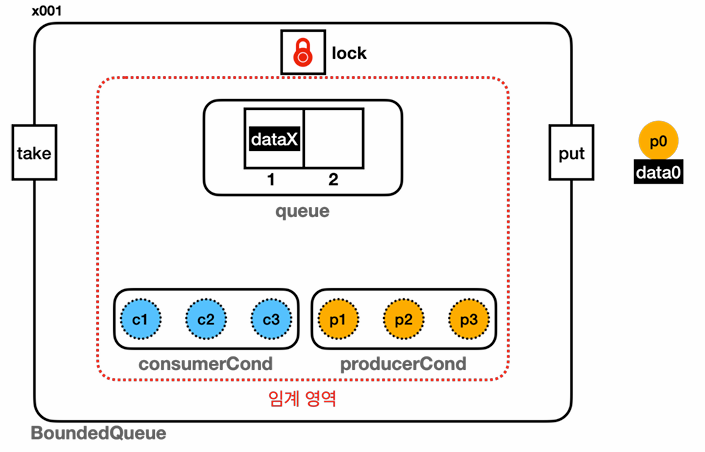 x001
lock
take
dataX
1 2
queue
put
p0
data0
c1 c2 c3
p1 p2 p3
consumerCond
producerCond
임계 영역
BoundedQueue